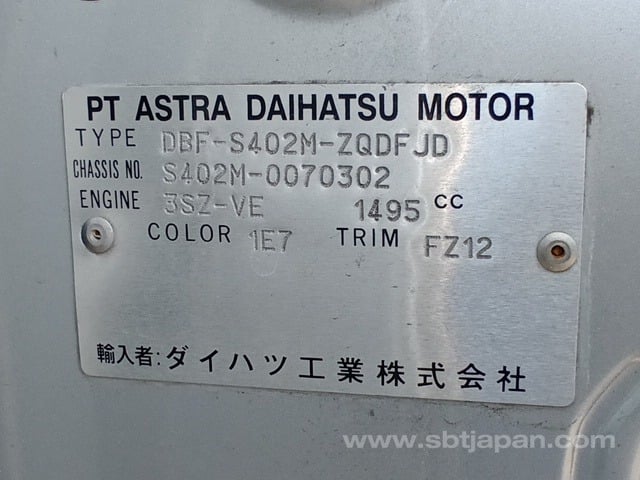 PT ASTRA DAIHATSU MOTOR
TYPE DBF-S402M-ZQDFJD
CHASSIS NO. S402M-0070302
ENGINE 3SZ-VE 1495 CC
COLOR 1E7 TRIM FZ12
輸入者: ダイハツ工業株式会社
www.sbtjapan.com